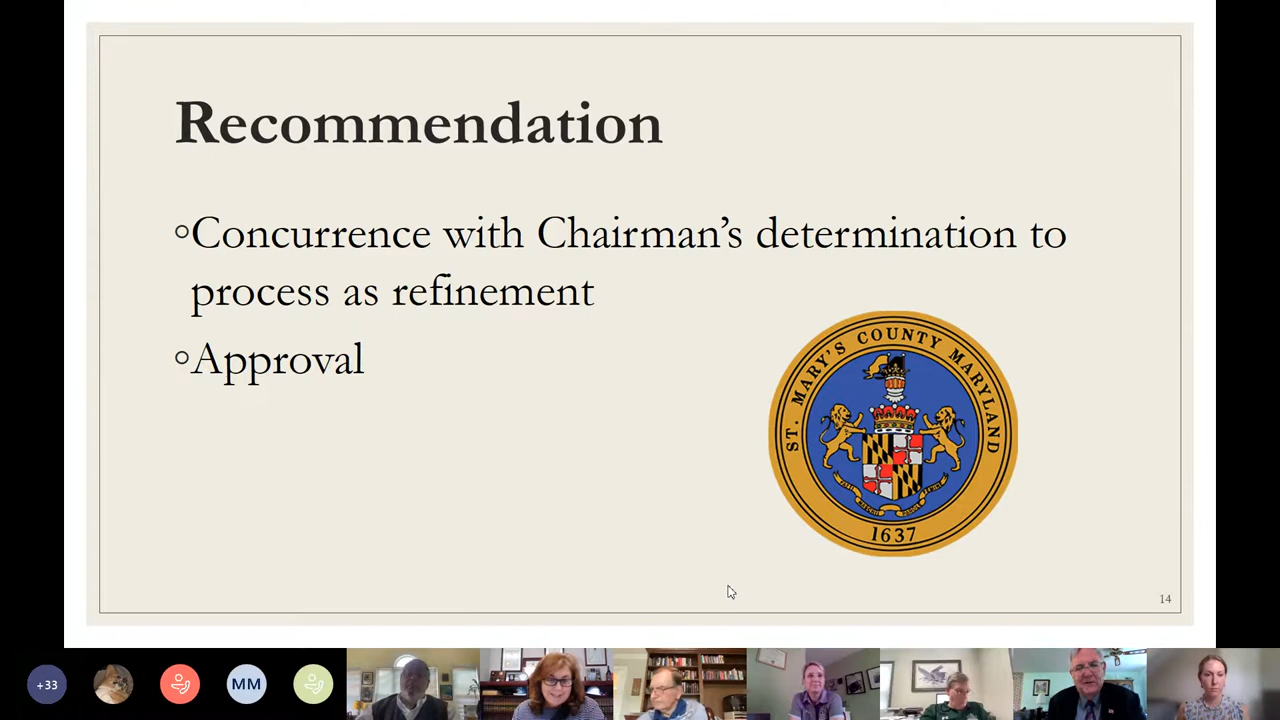 Recommendation
◦Concurrence with Chairman’s determination to
process as refinement
◦Approval
ST. MARY'S COUNTY MARYLAND
1637
14
+33
MM